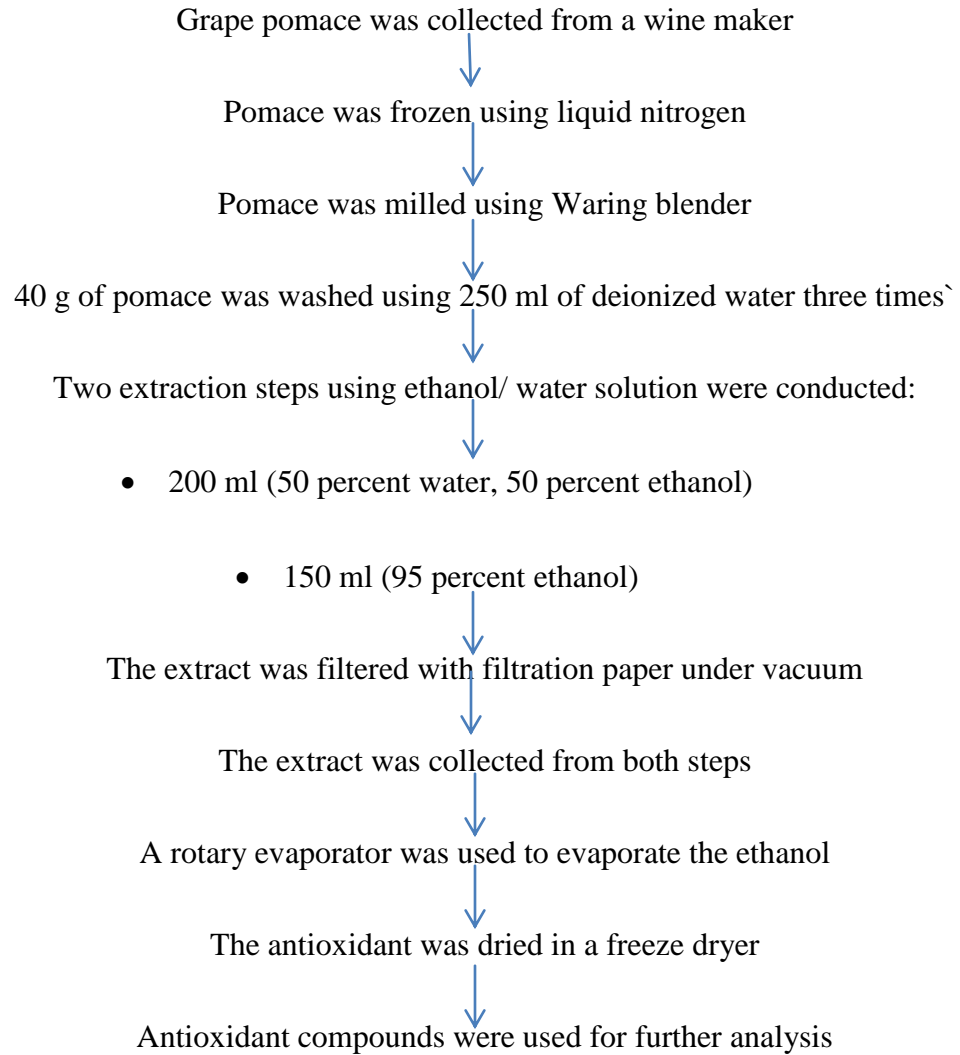 Grape pomace was collected from a wine maker
Pomace was frozen using liquid nitrogen
Pomace was milled using Waring blender
40 g of pomace was washed using 250 ml of deionized water three times`
Two extraction steps using ethanol/ water solution were conducted:
• 200 ml (50 percent water, 50 percent ethanol)
• 150 ml (95 percent ethanol)
The extract was filtered with filtration paper under vacuum
The extract was collected from both steps
A rotary evaporator was used to evaporate the ethanol
The antioxidant was dried in a freeze dryer
Antioxidant compounds were used for further analysis